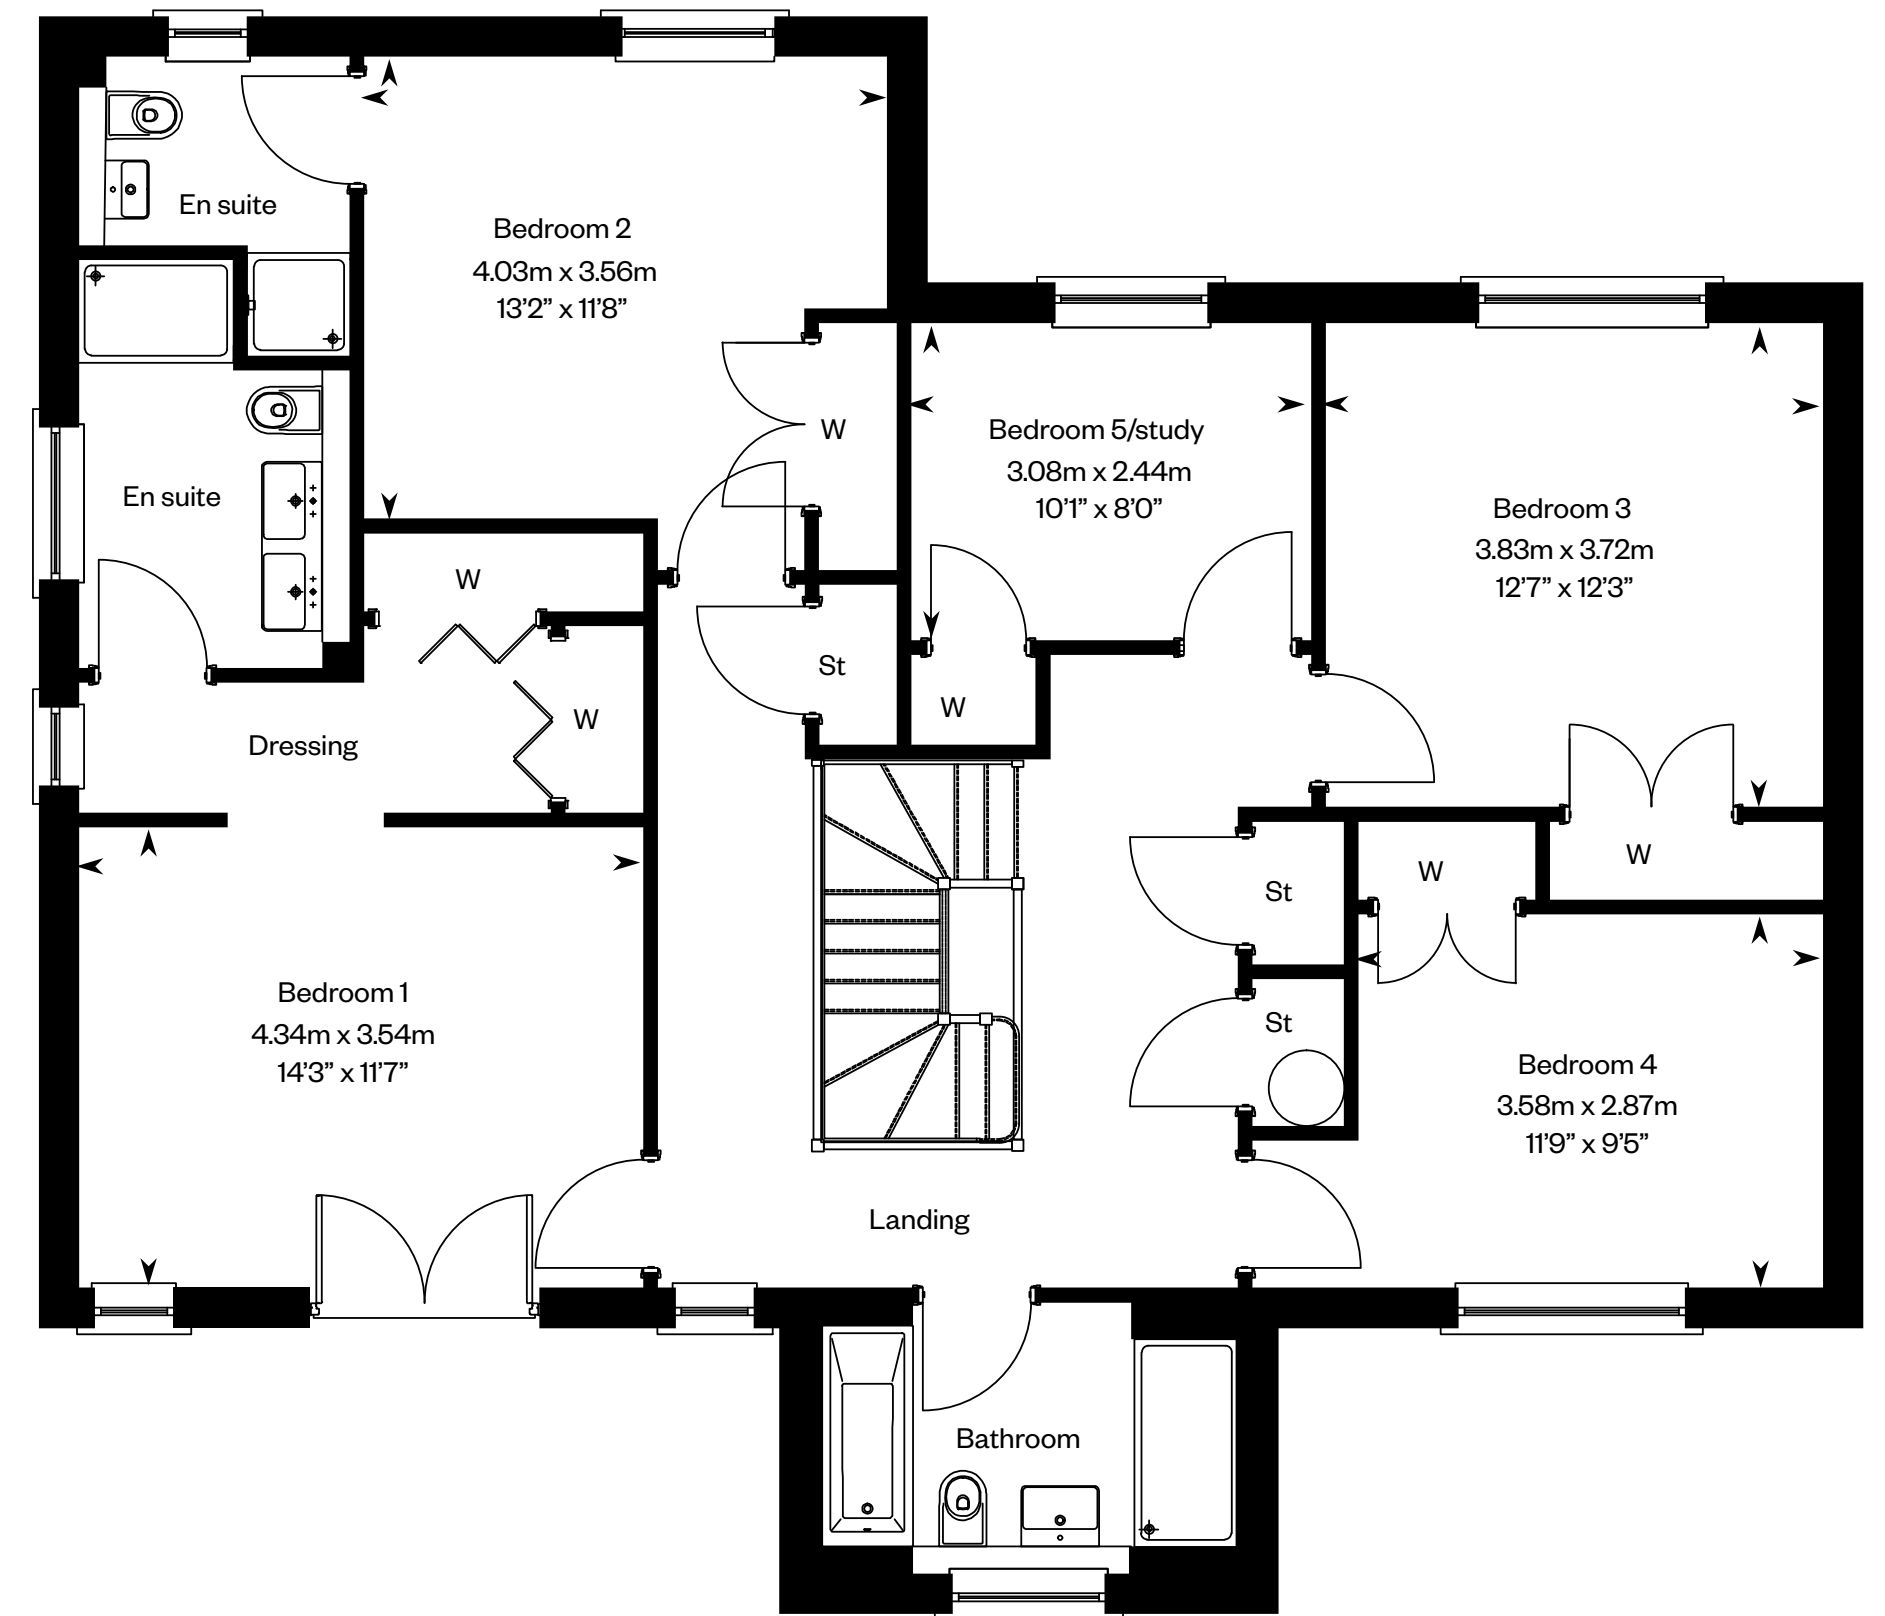 En suite
Bedroom 2
4.03m x 3.56m
13’2” x 11’8”
W
Bedroom 5/study
3.08m x 2.44m
10’1” x 8’0”
En suite
Bedroom 3
3.83m x 3.72m
12’7” x 12’3”
W
St
W
W
Dressing
W
W
St
Bedroom 1
4.34m x 3.54m
14’3” x 11’7”
St
Bedroom 4
3.58m x 2.87m
11’9” x 9’5”
Landing
Bathroom